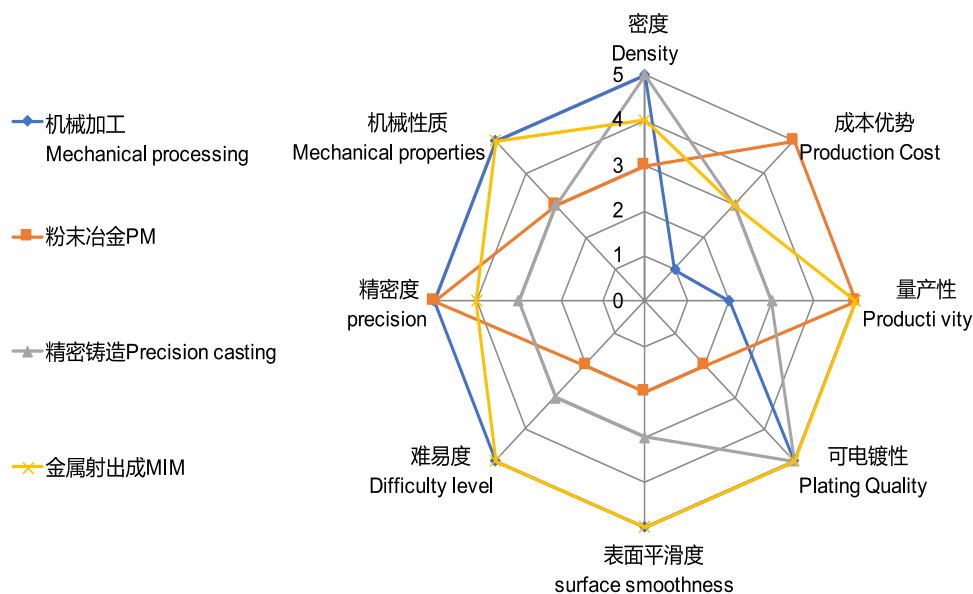 密度
Density
5
4
3
2
1
0
成本优势
Production Cost
量产性
Producti vity
可电镀性
Plating Quality
表面平滑度
surface smoothness
难易度
Difficulty level
精密度
precision
机械性质
Mechanical properties
机械加工
Mechanical processing
粉末冶金PM
精密铸造Precision casting
金属射出成MIM